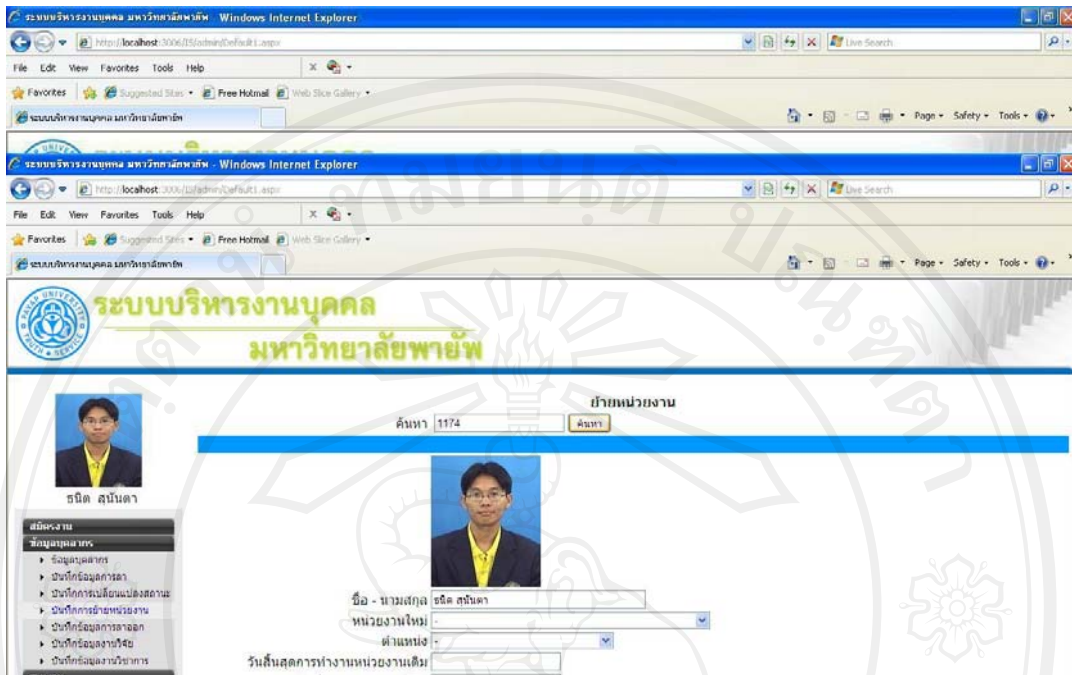 ระบบบริหารงานบุคคล มหาวิทยาลัยพายัพ - Windows Internet Explorer
http://localhost:3006/IS/admin/Default1.aspx
Live Search
File Edit View Favorites Tools Help
Favorites Suggested Sites Free Hotmail Web Slice Gallery
ระบบบริหารงานบุคคล มหาวิทยาลัยพายัพ
Page Safety Tools
ระบบบริหารงานบุคคล มหาวิทยาลัยพายัพ - Windows Internet Explorer
http://localhost:3006/IS/admin/Default1.aspx
Live Search
File Edit View Favorites Tools Help
Favorites Suggested Sites Free Hotmail Web Slice Gallery
ระบบบริหารงานบุคคล มหาวิทยาลัยพายัพ
Page Safety Tools
PAYAP UNIVERSITY
TRUTH SERVICE
ระบบบริหารงานบุคคล
มหาวิทยาลัยพายัพ
ย้ายหน่วยงาน
ค้นหา 1174 ค้นหา
ธนิต สุนันตา
สมัครงาน
ข้อมูลบุคลากร
ข้อมูลบุคลากร
บันทึกข้อมูลการลา
บันทึกการเปลี่ยนแปลงสถานะ
บันทึกการย้ายหน่วยงาน
บันทึกข้อมูลการลาออก
บันทึกข้อมูลงานวิจัย
บันทึกข้อมูลงานวิชาการ
ชื่อ - นามสกุล ธนิต สุนันตา
หน่วยงานใหม่ -
ตำแหน่ง -
วันสิ้นสุดการทำงานหน่วยงานเดิม